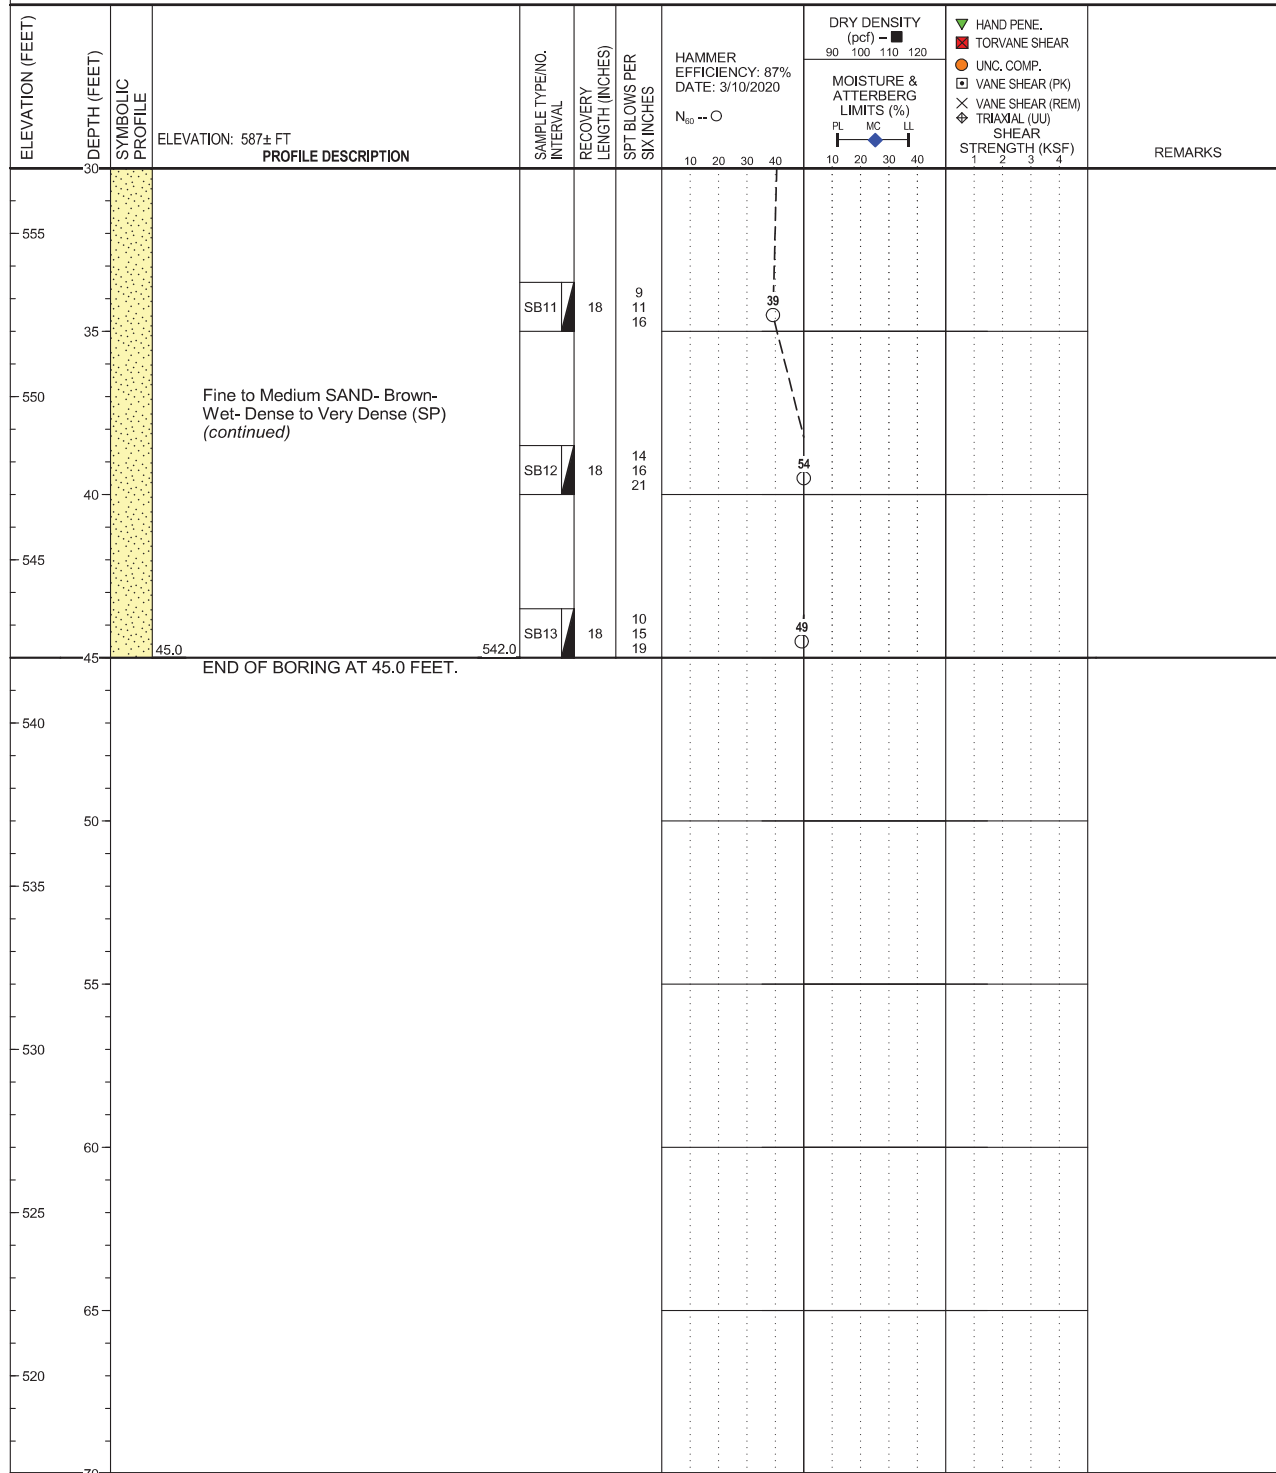 ELEVATION (FEET)
DEPTH (FEET)
SYMBOLIC
PROFILE
ELEVATION: 587± FT
PROFILE DESCRIPTION
SAMPLE TYPE/NO.
INTERVAL
RECOVERY
LENGTH (INCHES)
SPT BLOWS PER
SIX INCHES
HAMMER
EFFICIENCY: 87%
DATE: 3/10/2020
N60 -- O
10 20 30 40
DRY DENSITY
(pcf) – ■
90 100 110 120
MOISTURE &
ATTERBERG
LIMITS (%)
PL MC LL
10 20 30 40
HAND PENE.
TORVANE SHEAR
UNC. COMP.
VANE SHEAR (PK)
VANE SHEAR (REM)
TRIAXIAL (UU)
SHEAR
STRENGTH (KSF)
1 2 3 4
REMARKS
30
555
SB11 18 9
11
16
39
35
550
Fine to Medium SAND- Brown-
Wet- Dense to Very Dense (SP)
(continued)
SB12 18 14
16
21
54
40
545
SB13 18 10
15
19
49
45.0 542.0
45
END OF BORING AT 45.0 FEET.
540
50
535
55
530
60
525
65
520
70